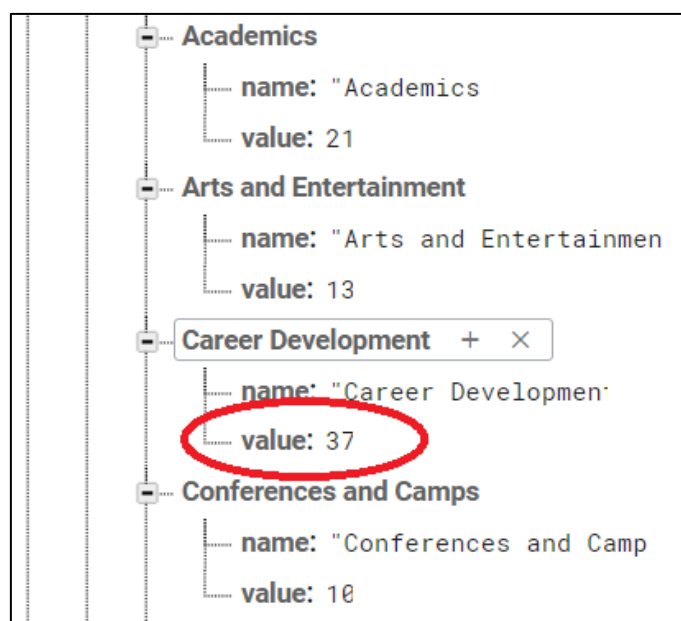 Academics
name: "Academics
value: 21
Arts and Entertainment
name: "Arts and Entertainmen
value: 13
Career Development + ×
name: "Career Development
value: 37
Conferences and Camps
name: "Conferences and Camp
value: 10